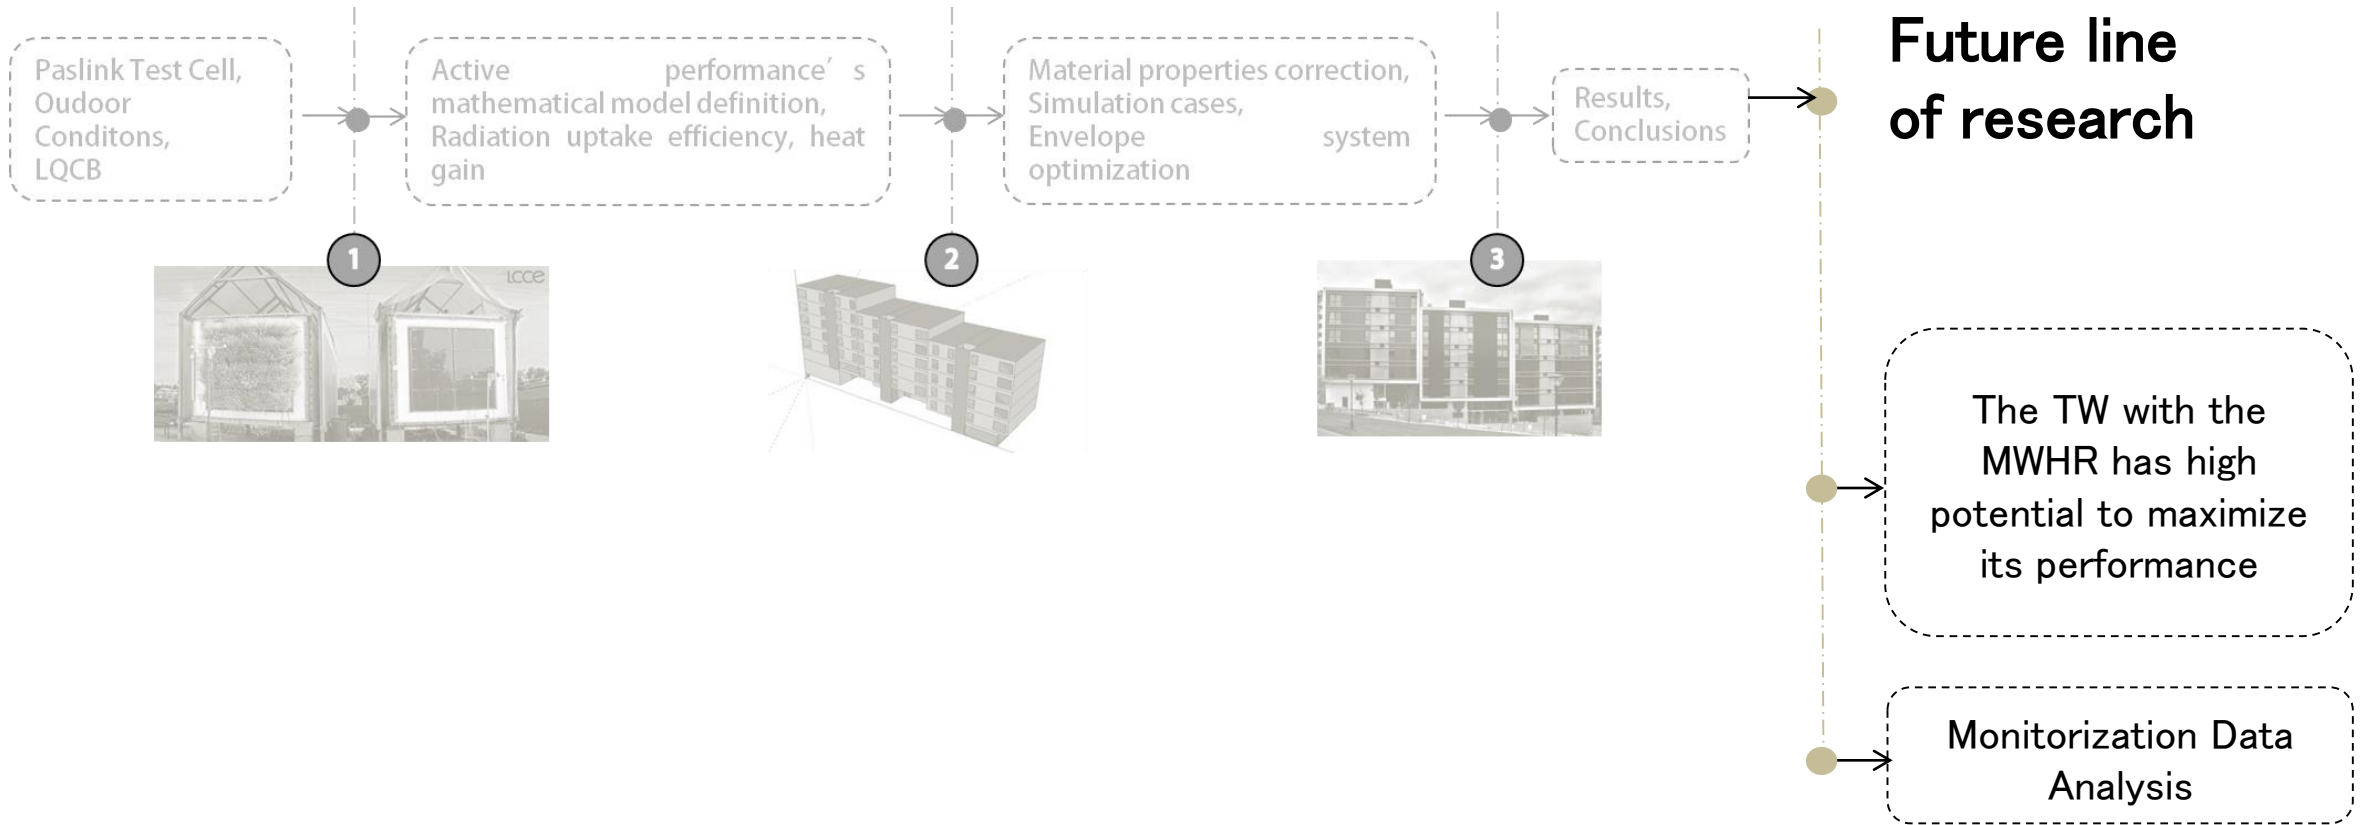 Paslink Test Cell,
Oudoor
Conditons,
LQCB
Active performance's
mathematical model definition,
Radiation uptake efficiency, heat
gain
Material properties correction,
Simulation cases,
Envelope system
optimization
Results,
Conclusions
Future line
of research
1
2
3
LCCE
The TW with the
MWHR has high
potential to maximize
its performance
Monitorization Data
Analysis